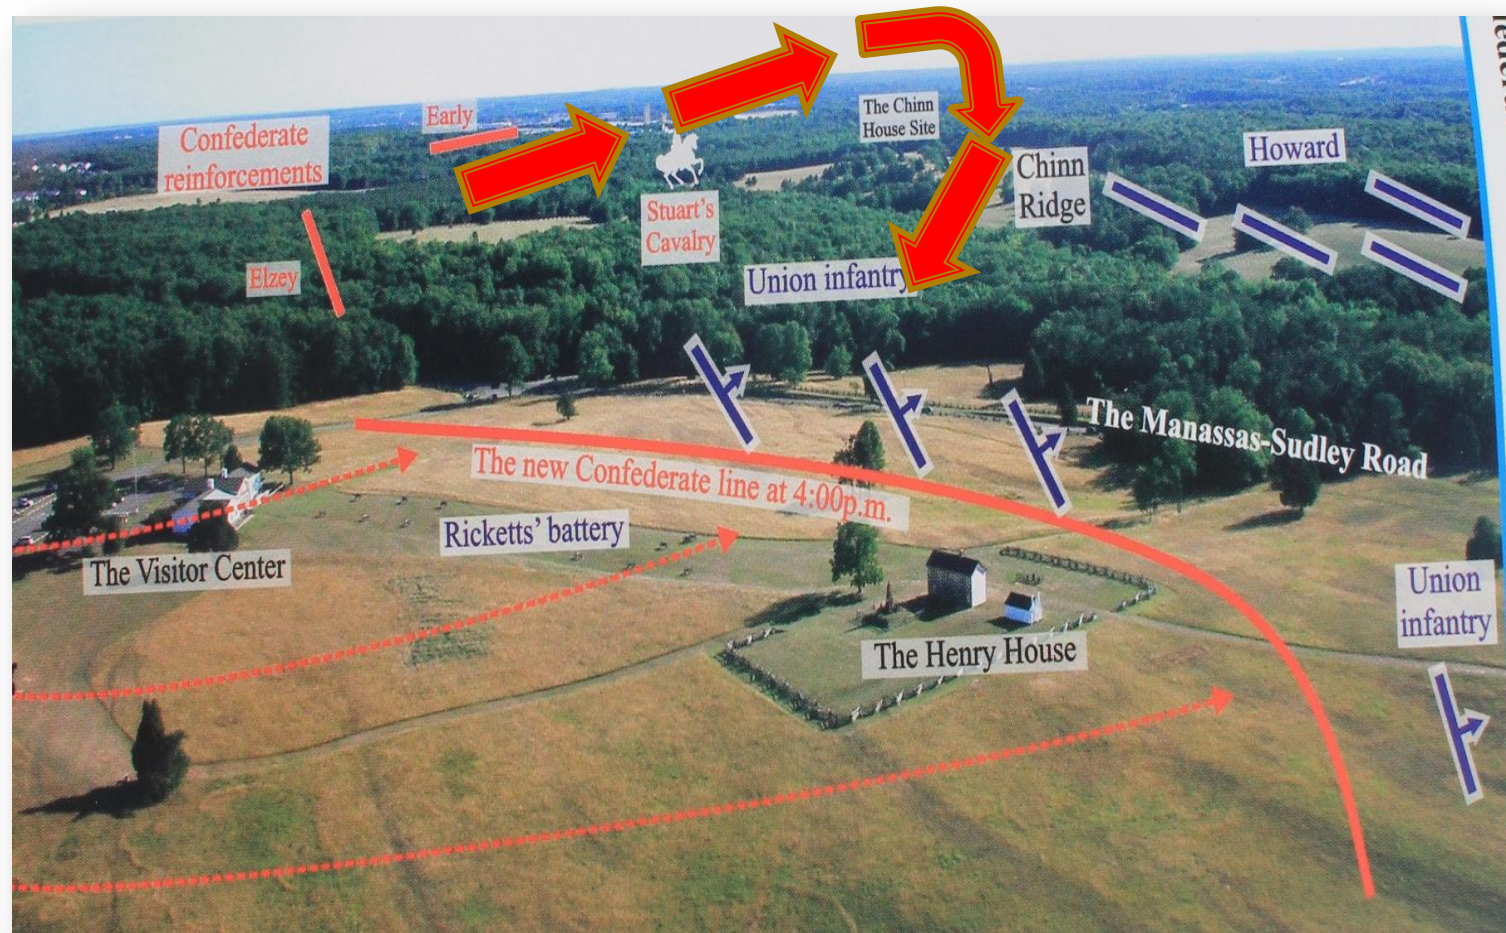 Early
Confederate
reinforcements
The Chinn
House Site
Howard
Chinn
Ridge
Stuart's
Cavalry
Elzey
Union infantry
The Manassas-Sudley Road
The new Confederate line at 4:00p.m.
Ricketts' battery
The Visitor Center
The Henry House
Union
infantry